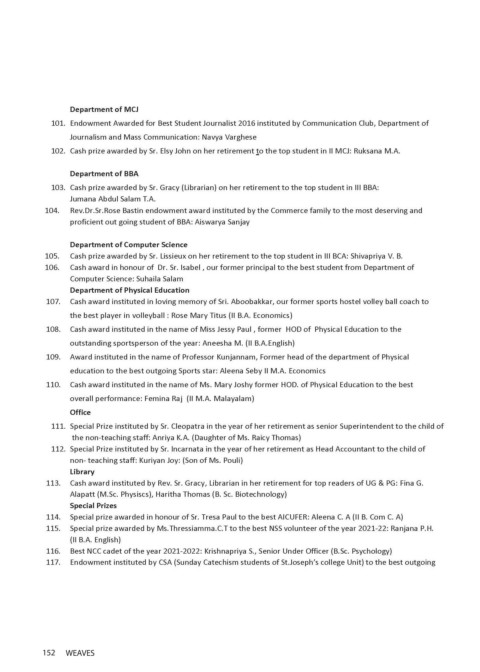 Department of MCJ
101. Endowment Awarded for Best Student Journalist 2016 instituted by Communication Club, Department of
Journalism and Mass Communication: Navya Varghese
102. Cash prize awarded by Sr. Elsy John on her retirement to the top student in II MCJ: Ruksana M.A.
Department of BBA
103. Cash prize awarded by Sr. Gracy (Librarian) on her retirement to the top student in III BBA:
Jumana Abdul Salam T.A.
104. Rev.Dr.Sr.Rose Bastin endowment award instituted by the Commerce family to the most deserving and
proficient out going student of BBA: Aiswarya Sanjay
Department of Computer Science
105. Cash prize awarded by Sr. Lissieux on her retirement to the top student in III BCA: Shivapriya V. B.
106. Cash award in honour of Dr. Sr. Isabel , our former principal to the best student from Department of
Computer Science: Suhaila Salam
Department of Physical Education
107. Cash award instituted in loving memory of Sri. Aboobakkar, our former sports hostel volley ball coach to
the best player in volleyball : Rose Mary Titus (II B.A. Economics)
108. Cash award instituted in the name of Miss Jessy Paul , former HOD of Physical Education to the
outstanding sportsperson of the year: Aneesha M. (II B.A.English)
109. Award instituted in the name of Professor Kunjannam, Former head of the department of Physical
education to the best outgoing Sports star: Aleena Seby II M.A. Economics
110. Cash award instituted in the name of Ms. Mary Joshy former HOD. of Physical Education to the best
overall performance: Femina Raj (II M.A. Malayalam)
Office
111. Special Prize instituted by Sr. Cleopatra in the year of her retirement as senior Superintendent to the child of
the non-teaching staff: Anriya K.A. (Daughter of Ms. Raicy Thomas)
112. Special Prize instituted by Sr. Incarnata in the year of her retirement as Head Accountant to the child of
non- teaching staff: Kuriyan Joy: (Son of Ms. Pouli)
Library
113. Cash award instituted by Rev. Sr. Gracy, Librarian in her retirement for top readers of UG & PG: Fina G.
Alapatt (M.Sc. Physiscs), Haritha Thomas (B. Sc. Biotechnology)
Special Prizes
114. Special prize awarded in honour of Sr. Tresa Paul to the best AICUFER: Aleena C. A (II B. Com C. A)
115. Special prize awarded by Ms.Thressiamma.C.T to the best NSS volunteer of the year 2021-22: Ranjana P.H.
(II B.A. English)
116. Best NCC cadet of the year 2021-2022: Krishnapriya S., Senior Under Officer (B.Sc. Psychology)
117. Endowment instituted by CSA (Sunday Catechism students of St.Joseph's college Unit) to the best outgoing
152 WEAVES